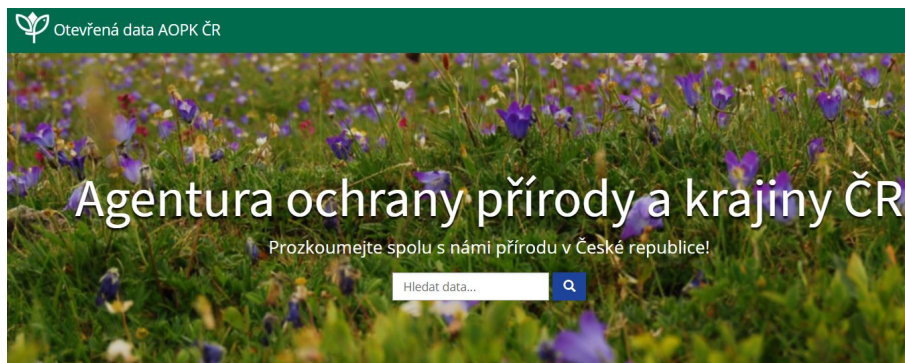 Otevřená data AOPK ČR
Agentura ochrany přírody a krajiny ČR
Prozkoumejte spolu s námi přírodu v České republice!
Hledat data...